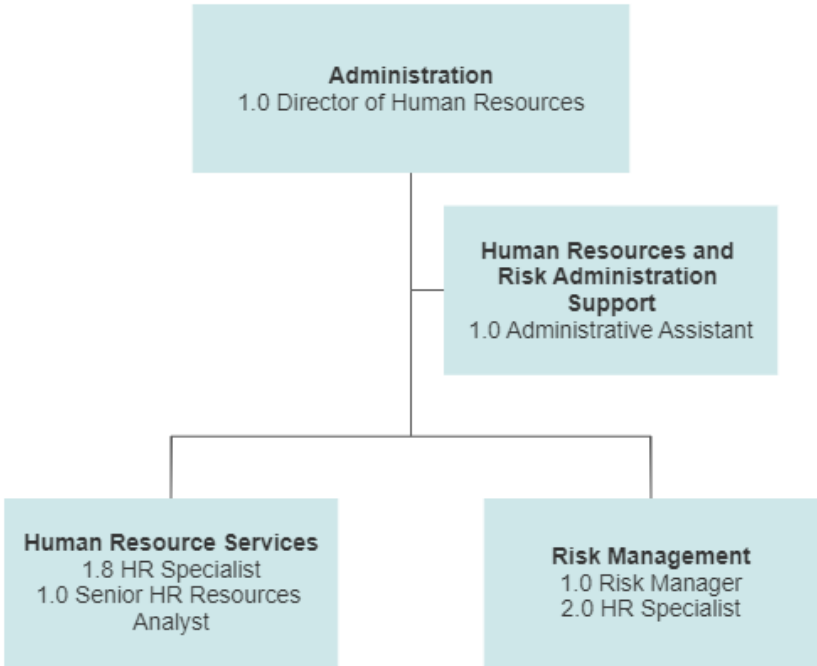 Administration
1.0 Director of Human Resources
Human Resources and
Risk Administration
Support
1.0 Administrative Assistant
Human Resource Services
1.8 HR Specialist
1.0 Senior HR Resources
Analyst
Risk Management
1.0 Risk Manager
2.0 HR Specialist